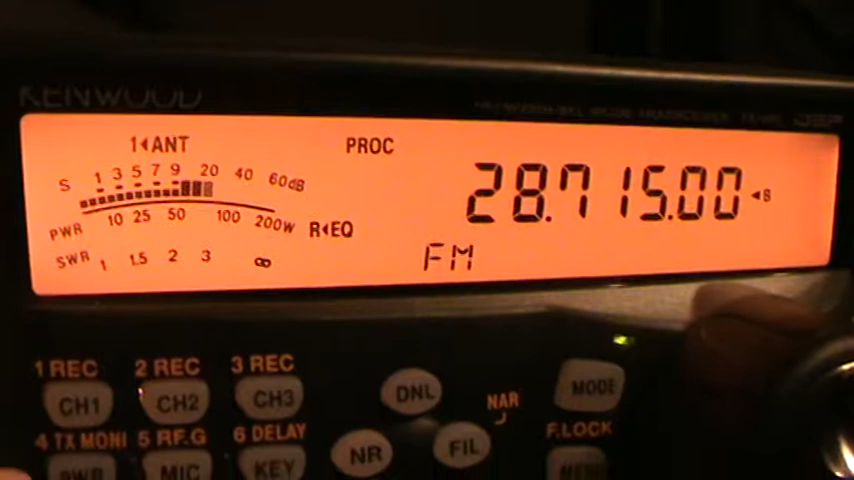 KENWOOD
1◄ANT PROC
S 1 3 5 7 9 20 40 60dB
28.715.00 ◄B
PWR 10 25 50 100 200W R◄EQ
SWR 1 1.5 2 3 ∞
FM
1 REC 2 REC 3 REC
CH1 CH2 CH3 DNL MODE
NAR
4 TX MONI 5 RF.G 6 DELAY F.LOCK
PWR MIC KEY NR FIL MENU